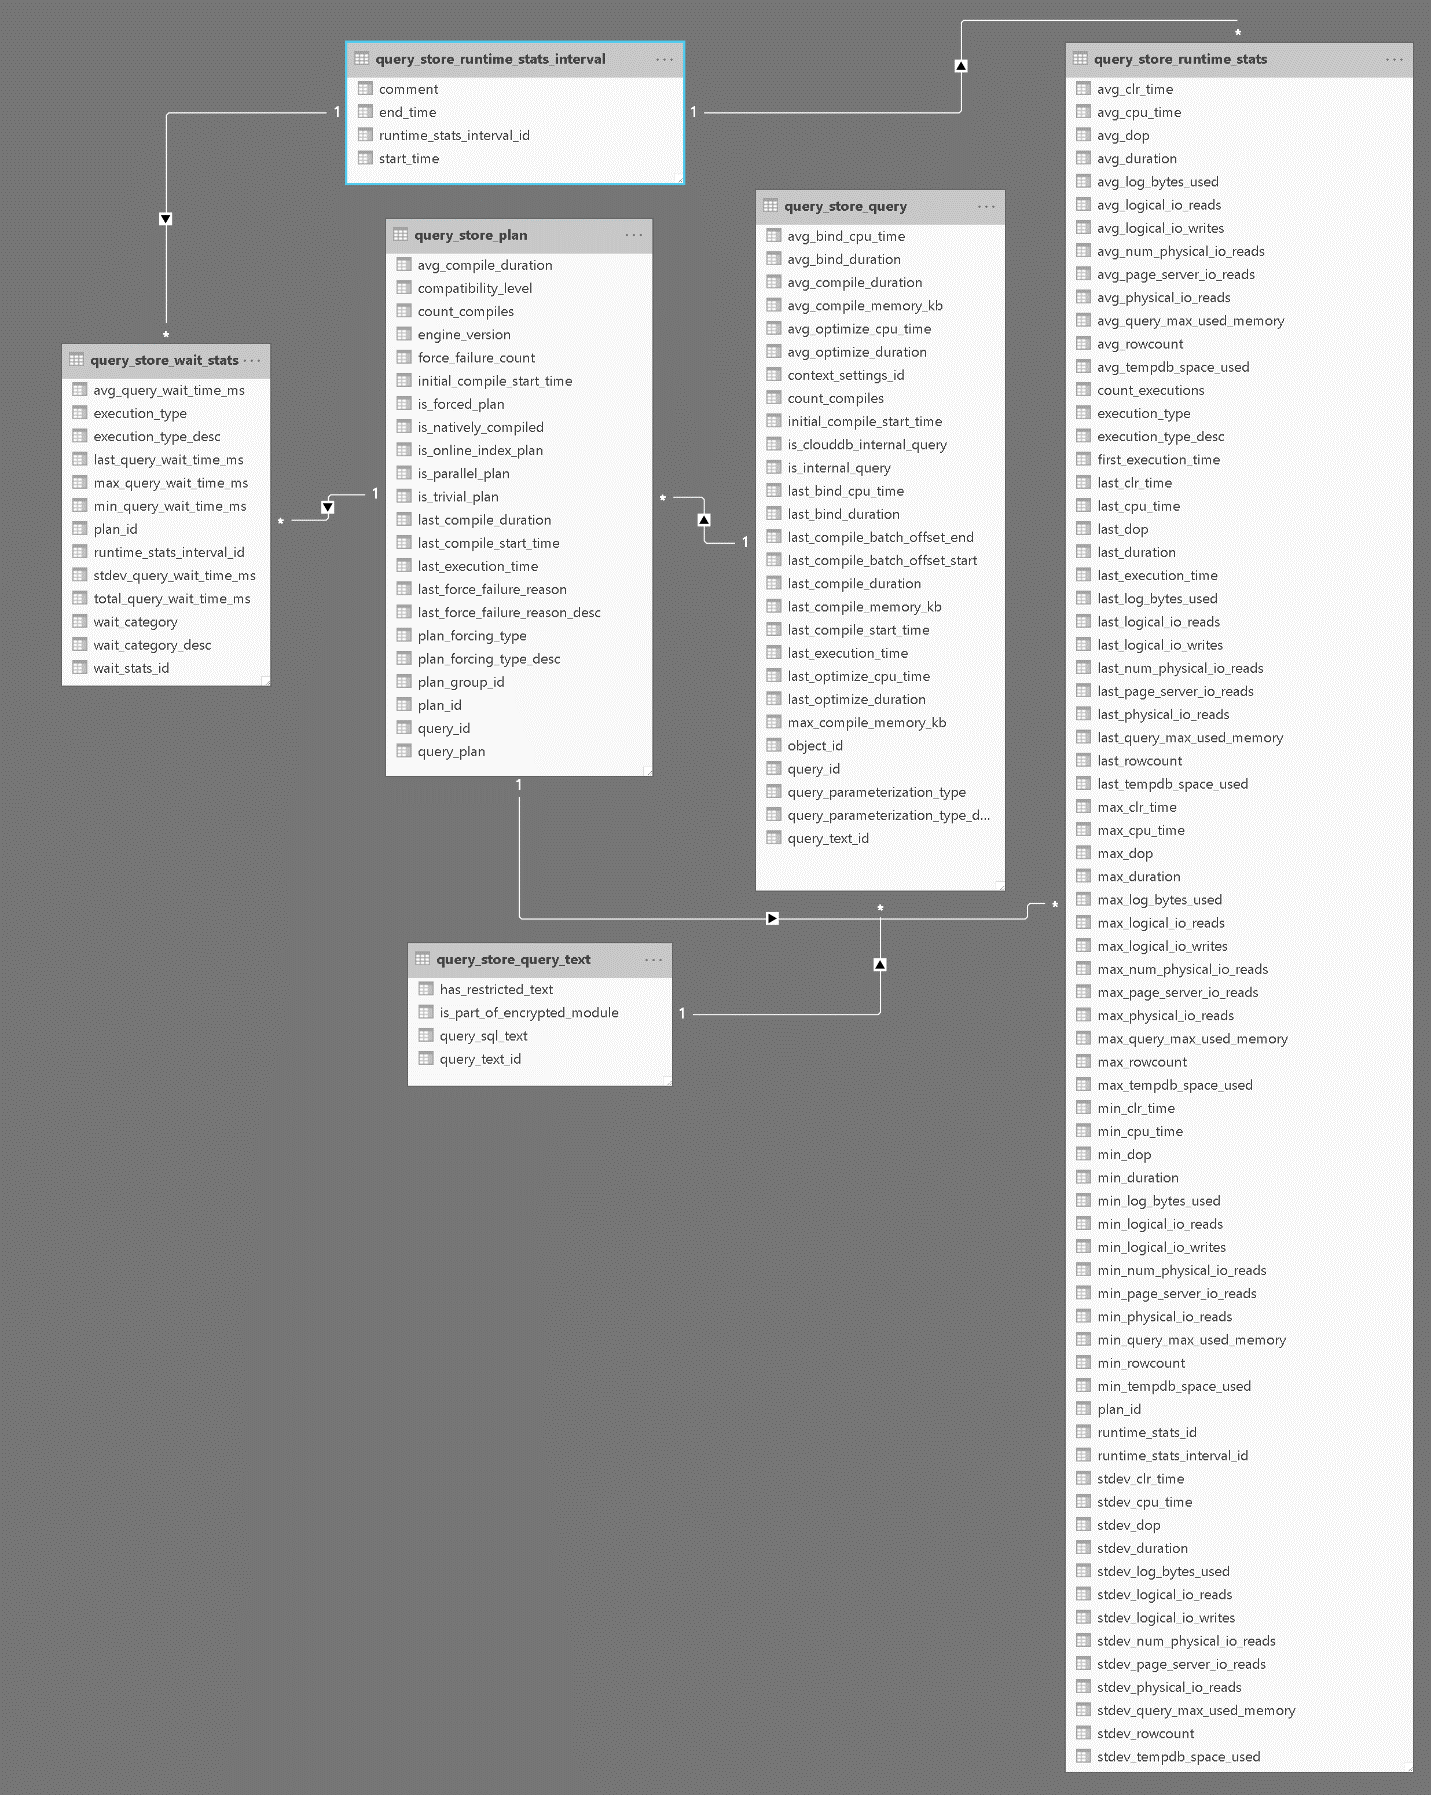 query_store_runtime_stats_interval
comment
end_time
runtime_stats_interval_id
start_time
1
1
*
*
query_store_wait_stats
avg_query_wait_time_ms
execution_type
execution_type_desc
last_query_wait_time_ms
max_query_wait_time_ms
min_query_wait_time_ms
plan_id
runtime_stats_interval_id
stdev_query_wait_time_ms
total_query_wait_time_ms
wait_category
wait_category_desc
wait_stats_id
*
1
query_store_plan
avg_compile_duration
compatibility_level
count_compiles
engine_version
force_failure_count
initial_compile_start_time
is_forced_plan
is_natively_compiled
is_online_index_plan
is_parallel_plan
is_trivial_plan
last_compile_duration
last_compile_start_time
last_execution_time
last_force_failure_reason
last_force_failure_reason_desc
plan_forcing_type
plan_forcing_type_desc
plan_group_id
plan_id
query_id
query_plan
*
1
1
*
query_store_query
avg_bind_cpu_time
avg_bind_duration
avg_compile_duration
avg_compile_memory_kb
avg_optimize_cpu_time
avg_optimize_duration
context_settings_id
count_compiles
initial_compile_start_time
is_clouddb_internal_query
is_internal_query
last_bind_cpu_time
last_bind_duration
last_compile_batch_offset_end
last_compile_batch_offset_start
last_compile_duration
last_compile_memory_kb
last_compile_start_time
last_execution_time
last_optimize_cpu_time
last_optimize_duration
max_compile_memory_kb
object_id
query_id
query_parameterization_type
query_parameterization_type_d...
query_text_id
*
query_store_query_text
has_restricted_text
is_part_of_encrypted_module
query_sql_text
query_text_id
1
query_store_runtime_stats
avg_clr_time
avg_cpu_time
avg_dop
avg_duration
avg_log_bytes_used
avg_logical_io_reads
avg_logical_io_writes
avg_num_physical_io_reads
avg_page_server_io_reads
avg_physical_io_reads
avg_query_max_used_memory
avg_rowcount
avg_tempdb_space_used
count_executions
execution_type
execution_type_desc
first_execution_time
last_clr_time
last_cpu_time
last_dop
last_duration
last_execution_time
last_log_bytes_used
last_logical_io_reads
last_logical_io_writes
last_num_physical_io_reads
last_page_server_io_reads
last_physical_io_reads
last_query_max_used_memory
last_rowcount
last_tempdb_space_used
max_clr_time
max_cpu_time
max_dop
max_duration
max_log_bytes_used
max_logical_io_reads
max_logical_io_writes
max_num_physical_io_reads
max_page_server_io_reads
max_physical_io_reads
max_query_max_used_memory
max_rowcount
max_tempdb_space_used
min_clr_time
min_cpu_time
min_dop
min_duration
min_log_bytes_used
min_logical_io_reads
min_logical_io_writes
min_num_physical_io_reads
min_page_server_io_reads
min_physical_io_reads
min_query_max_used_memory
min_rowcount
min_tempdb_space_used
plan_id
runtime_stats_id
runtime_stats_interval_id
stdev_clr_time
stdev_cpu_time
stdev_dop
stdev_duration
stdev_log_bytes_used
stdev_logical_io_reads
stdev_logical_io_writes
stdev_num_physical_io_reads
stdev_page_server_io_reads
stdev_physical_io_reads
stdev_query_max_used_memory
stdev_rowcount
stdev_tempdb_space_used